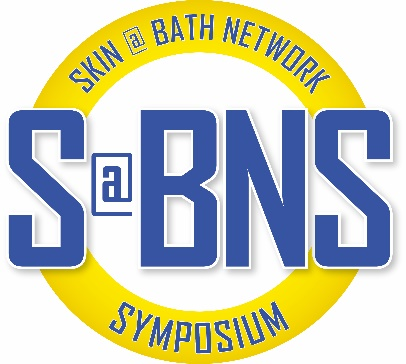 SKIN @ BATH NETWORK
S@BNS
SYMPOSIUM